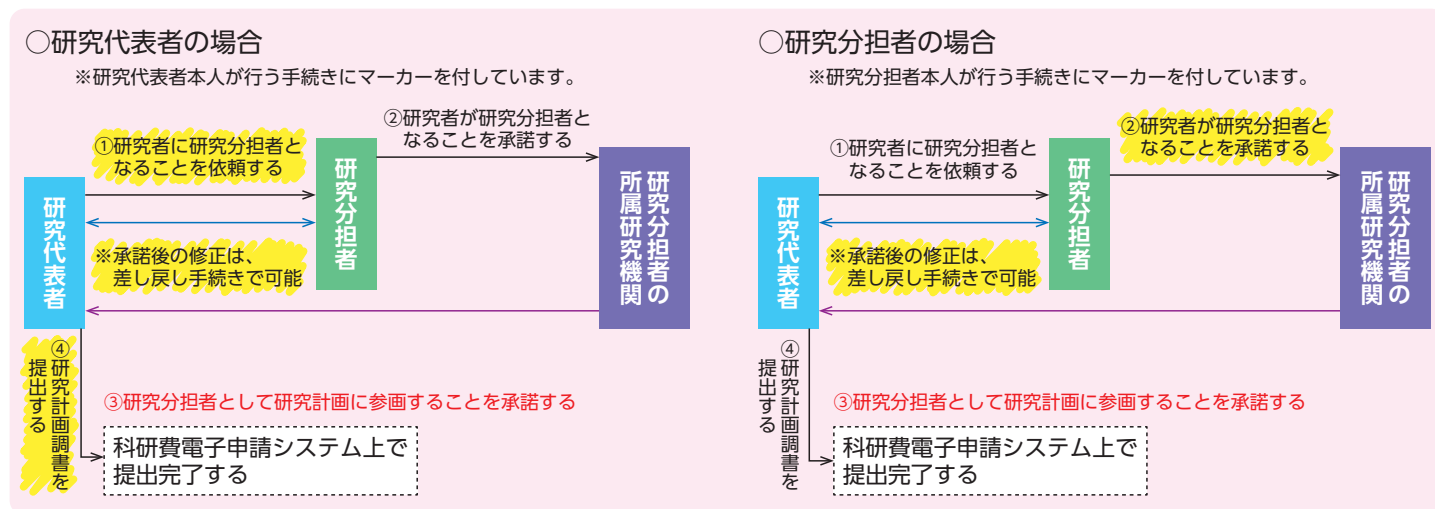 ○研究代表者の場合
※研究代表者本人が行う手続きにマーカーを付しています。
①研究者に研究分担者と
なることを依頼する
②研究者が研究分担者と
なることを承諾する
研究代表者
研究分担者
研究分担者の
所属研究機関
※承諾後の修正は、
差し戻し手続きで可能
④研究計画調書を
提出する
③研究分担者として研究計画に参画することを承諾する
科研費電子申請システム上で
提出完了する
○研究分担者の場合
※研究分担者本人が行う手続きにマーカーを付しています。
①研究者に研究分担者と
なることを依頼する
②研究者が研究分担者と
なることを承諾する
研究代表者
研究分担者
研究分担者の
所属研究機関
※承諾後の修正は、
差し戻し手続きで可能
④研究計画調書を
提出する
③研究分担者として研究計画に参画することを承諾する
科研費電子申請システム上で
提出完了する